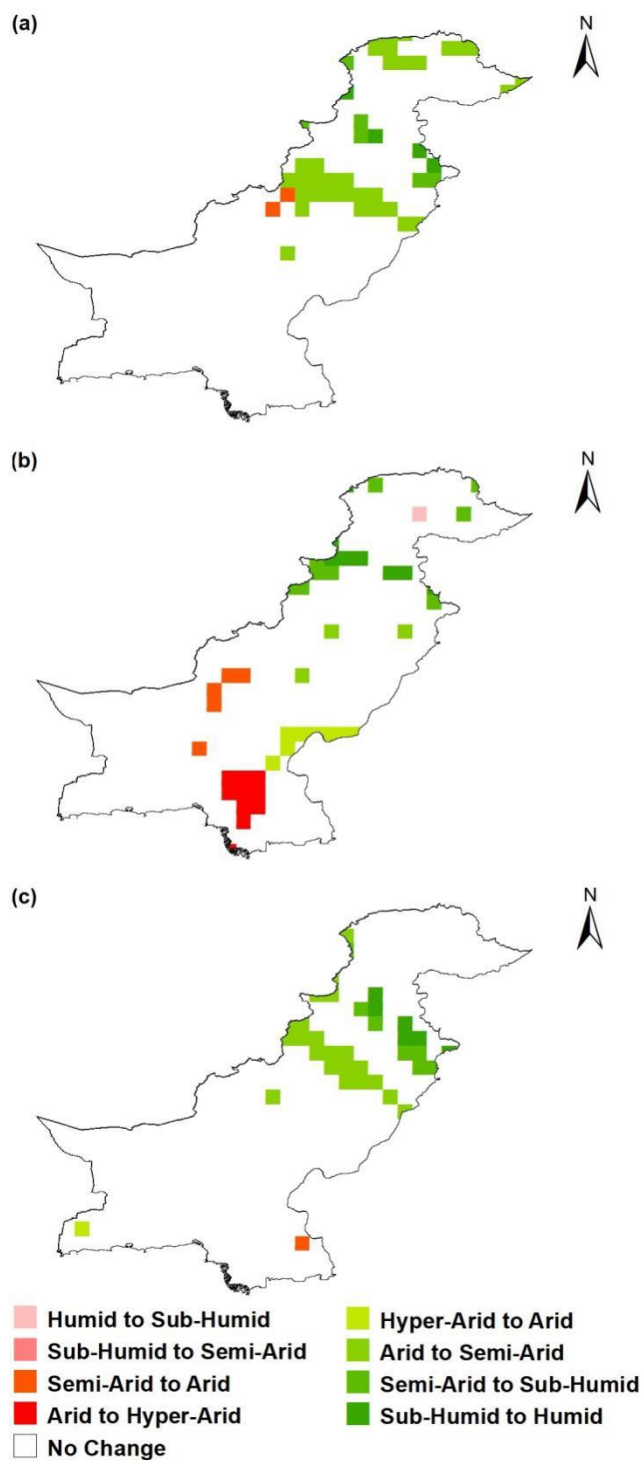 (a)
N
(b)
N
(c)
N
Humid to Sub-Humid
Sub-Humid to Semi-Arid
Semi-Arid to Arid
Arid to Hyper-Arid
No Change
Hyper-Arid to Arid
Arid to Semi-Arid
Semi-Arid to Sub-Humid
Sub-Humid to Humid